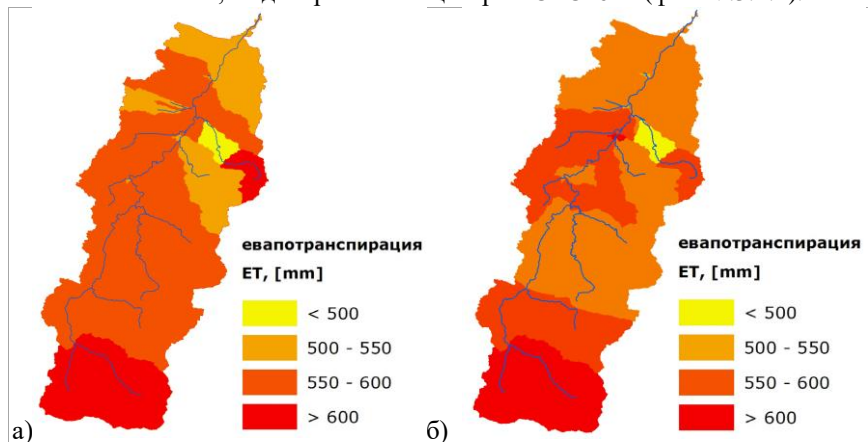 евапотранспирация
ET, [mm]
< 500
500 - 550
550 - 600
> 600
а)
евапотранспирация
ET, [mm]
< 500
500 - 550
550 - 600
> 600
б)